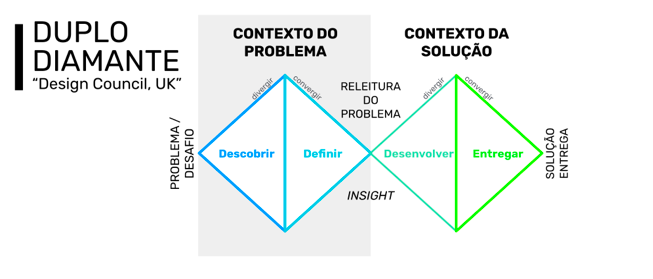 DUPLO
DIAMANTE
“Design Council, UK”
CONTEXTO DO
PROBLEMA
CONTEXTO DA
SOLUÇÃO
PROBLEMA /
DESAFIO
divergir
convergir
Descobrir
Definir
RELEITURA
DO
PROBLEMA
INSIGHT
divergir
convergir
Desenvolver
Entregar
SOLUÇÃO
ENTREGA